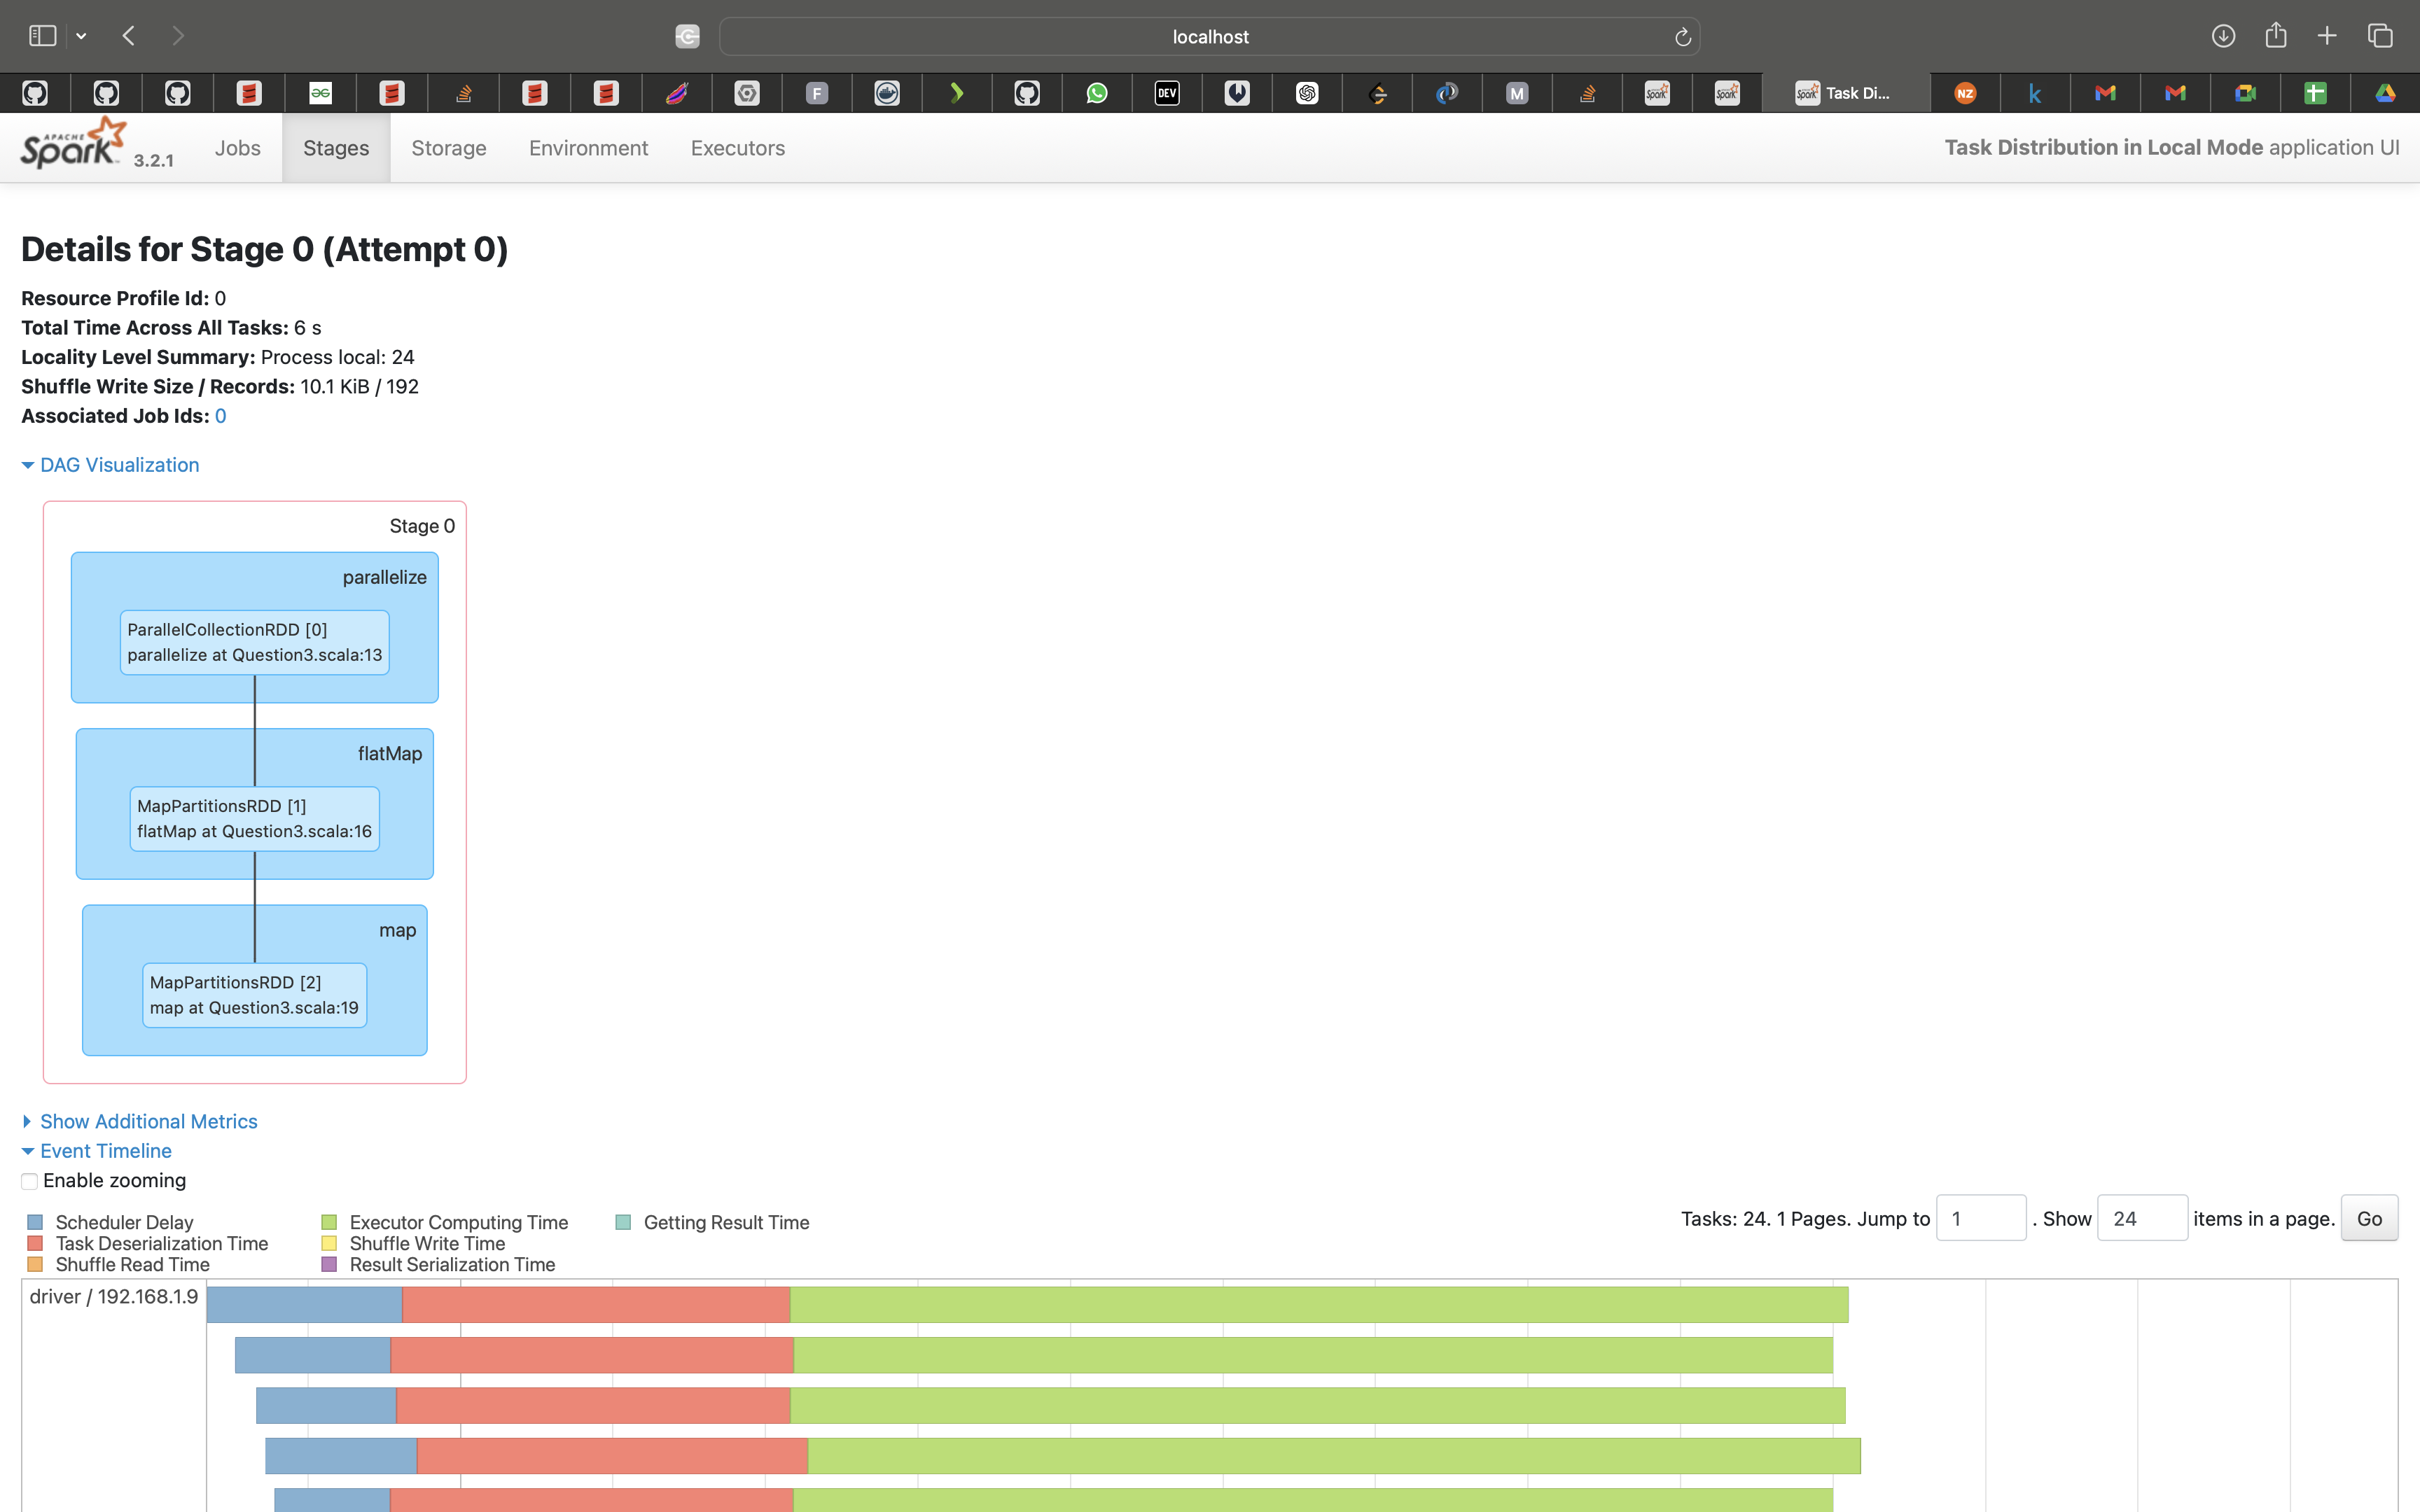 localhost
F
DEV
M
Spark
Spark
Spark
Task Di...
NZ
k
APACHE
Spark 3.2.1
Jobs
Stages
Storage
Environment
Executors
Task Distribution in Local Mode application UI
Details for Stage 0 (Attempt 0)
Resource Profile Id: 0
Total Time Across All Tasks: 6 s
Locality Level Summary: Process local: 24
Shuffle Write Size / Records: 10.1 KiB / 192
Associated Job Ids: 0
DAG Visualization
Stage 0
parallelize
ParallelCollectionRDD [0]
parallelize at Question3.scala:13
flatMap
MapPartitionsRDD [1]
flatMap at Question3.scala:16
map
MapPartitionsRDD [2]
map at Question3.scala:19
Show Additional Metrics
Event Timeline
Enable zooming
Scheduler Delay
Task Deserialization Time
Shuffle Read Time
Executor Computing Time
Shuffle Write Time
Result Serialization Time
Getting Result Time
Tasks: 24. 1 Pages. Jump to 1 . Show 24 items in a page. Go
driver / 192.168.1.9